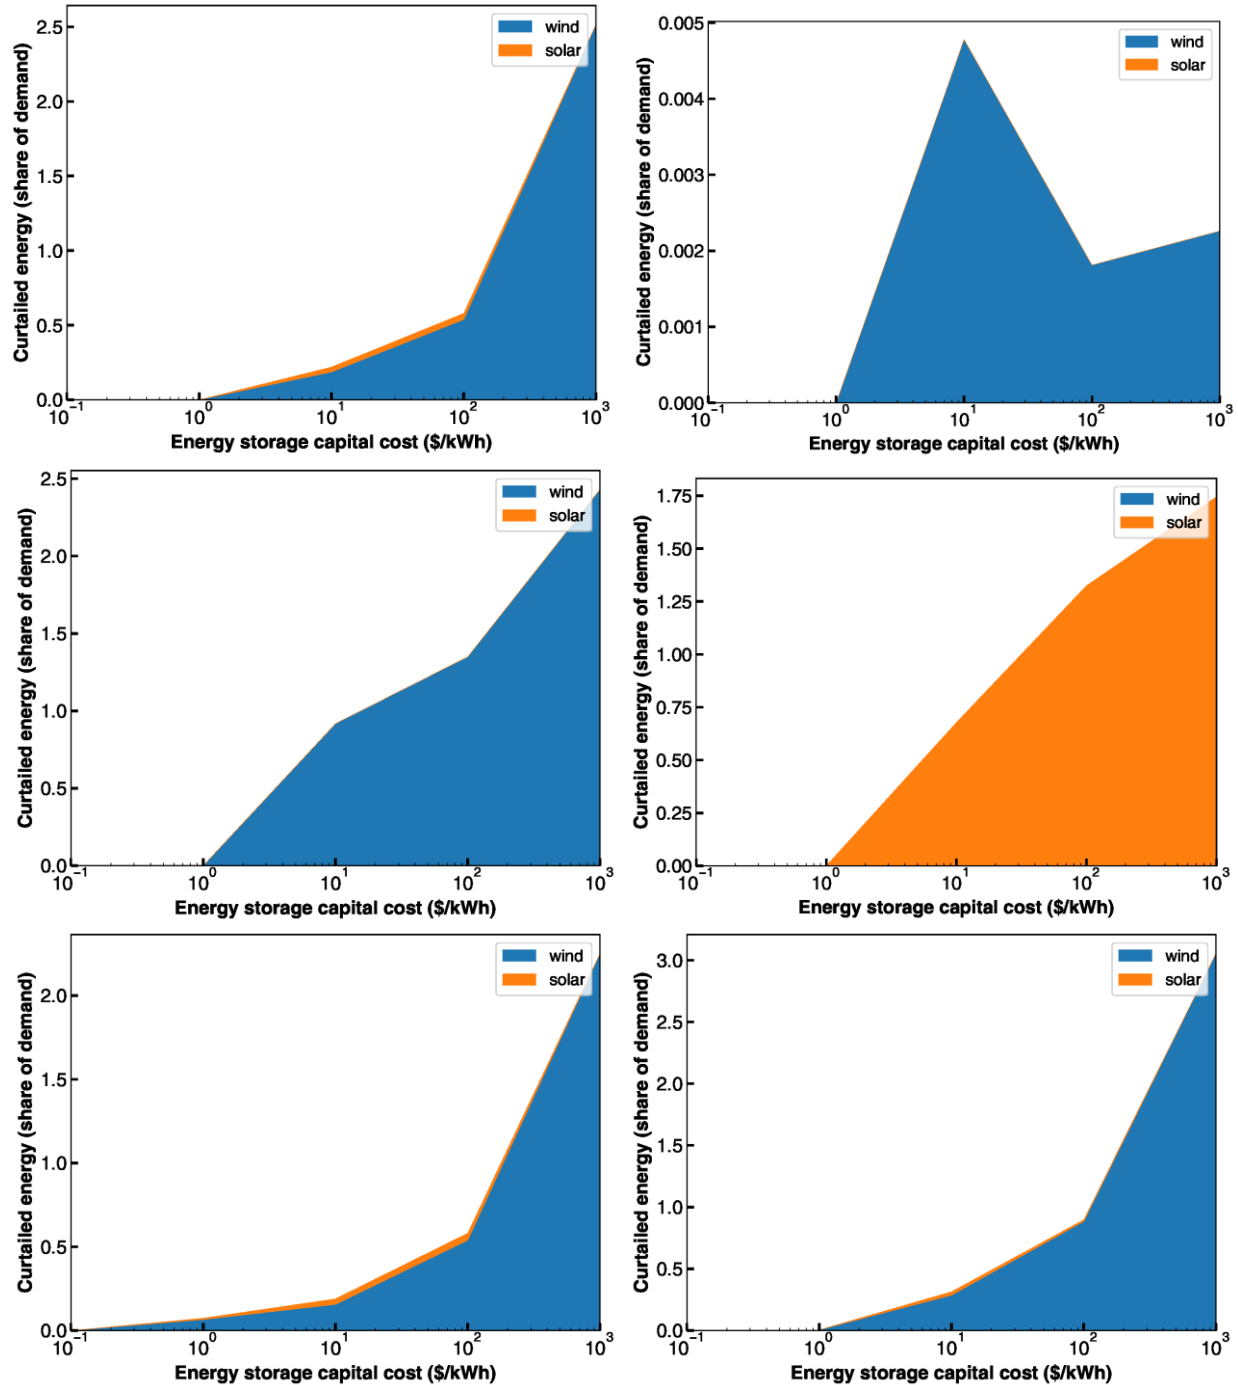 Curtailed energy (share of demand)
2.5
2.0
1.5
1.0
0.5
0.0
wind
solar
10⁻¹ 10⁰ 10¹ 10² 10³
Energy storage capital cost ($/kWh)
Curtailed energy (share of demand)
0.005
0.004
0.003
0.002
0.001
0.000
wind
solar
10⁻¹ 10⁰ 10¹ 10² 10³
Energy storage capital cost ($/kWh)
Curtailed energy (share of demand)
2.5
2.0
1.5
1.0
0.5
0.0
wind
solar
10⁻¹ 10⁰ 10¹ 10² 10³
Energy storage capital cost ($/kWh)
Curtailed energy (share of demand)
1.75
1.50
1.25
1.00
0.75
0.50
0.25
0.00
wind
solar
10⁻¹ 10⁰ 10¹ 10² 10³
Energy storage capital cost ($/kWh)
Curtailed energy (share of demand)
2.0
1.5
1.0
0.5
0.0
wind
solar
10⁻¹ 10⁰ 10¹ 10² 10³
Energy storage capital cost ($/kWh)
Curtailed energy (share of demand)
3.0
2.5
2.0
1.5
1.0
0.5
0.0
wind
solar
10⁻¹ 10⁰ 10¹ 10² 10³
Energy storage capital cost ($/kWh)